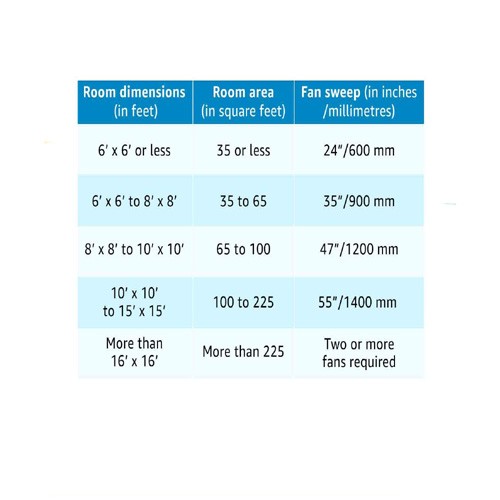 Room dimensions Room area Fan sweep (in inches
(in feet) (in square feet) /millimetres)
6′ x 6′ or less 35 or less 24″/600 mm
6′ x 6′ to 8′ x 8′ 35 to 65 35″/900 mm
8′ x 8′ to 10′ x 10′ 65 to 100 47″/1200 mm
10′ x 10′
to 15′ x 15′ 100 to 225 55″/1400 mm
More than
16′ x 16′ More than 225 Two or more
fans required